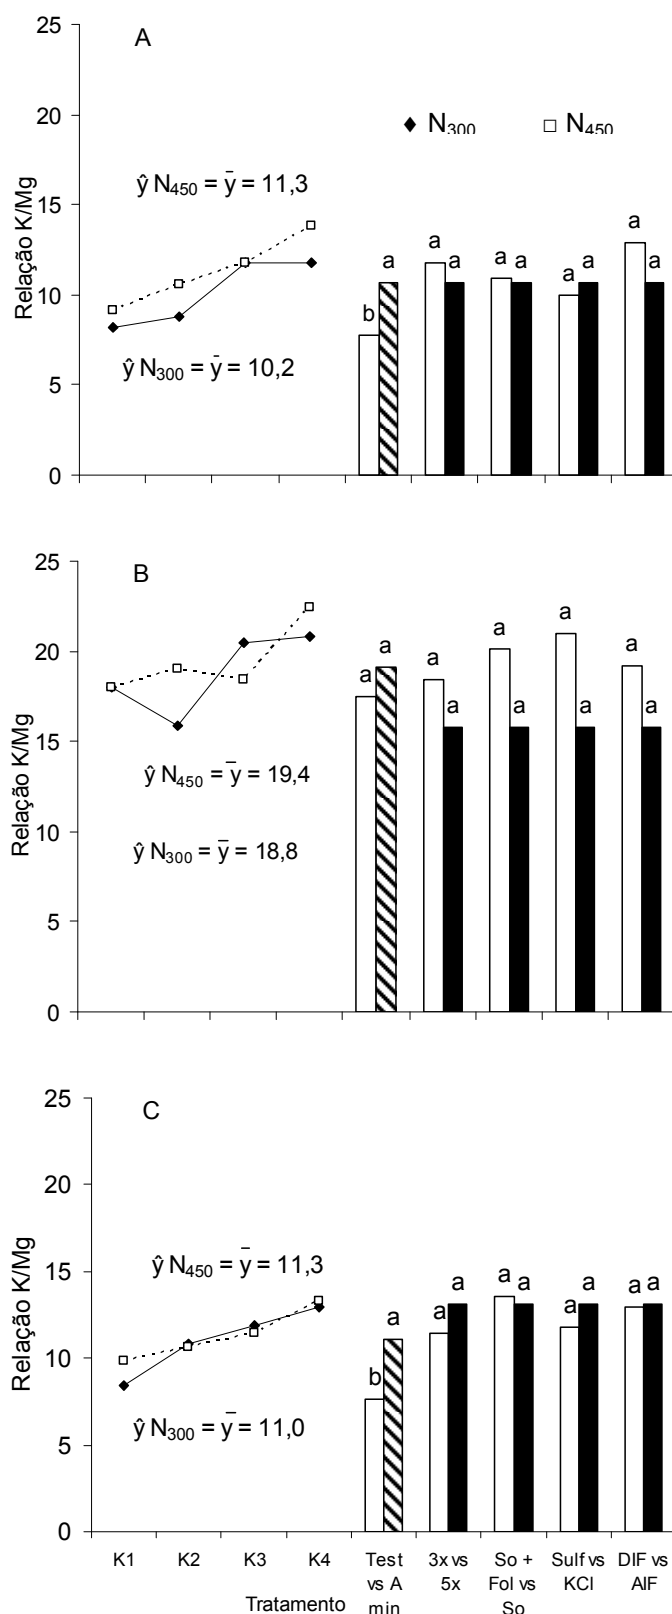 25
A
20
N300
N450
ŷ N450 = ȳ = 11,3
15
Relação K/Mg
a
a a
a a
a a
a a
b
10
ŷ N300 = ȳ = 10,2
5
0
25
B
20
a a
a a
a a
a a
a a
Relação K/Mg
15
ŷ N450 = ȳ = 19,4
10
ŷ N300 = ȳ = 18,8
5
0
25
C
20
15
Relação K/Mg
ŷ N450 = ȳ = 11,3
b a
a a
a a
a a
a a
10
ŷ N300 = ȳ = 11,0
5
0
K1 K2 K3 K4
Test vs A min
3x vs 5x
So + Fol vs So
Sulf vs KCl
DIF vs AIF
Tratamento